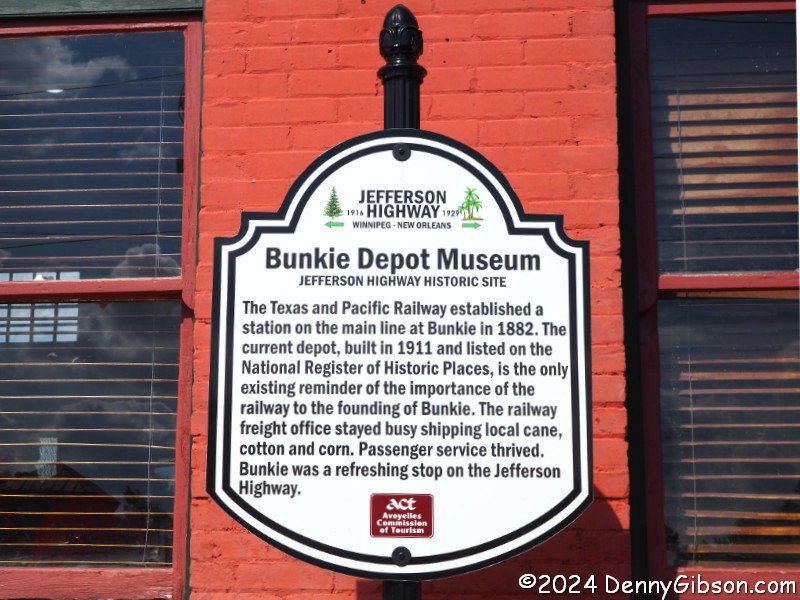 JEFFERSON
1916 HIGHWAY 1929
WINNIPEG - NEW ORLEANS
Bunkie Depot Museum
JEFFERSON HIGHWAY HISTORIC SITE
The Texas and Pacific Railway established a
station on the main line at Bunkie in 1882. The
current depot, built in 1911 and listed on the
National Register of Historic Places, is the only
existing reminder of the importance of the
railway to the founding of Bunkie. The railway
freight office stayed busy shipping local cane,
cotton and corn. Passenger service thrived.
Bunkie was a refreshing stop on the Jefferson
Highway.
act
Avoyelles
Commission
of Tourism
©2024 DennyGibson.com